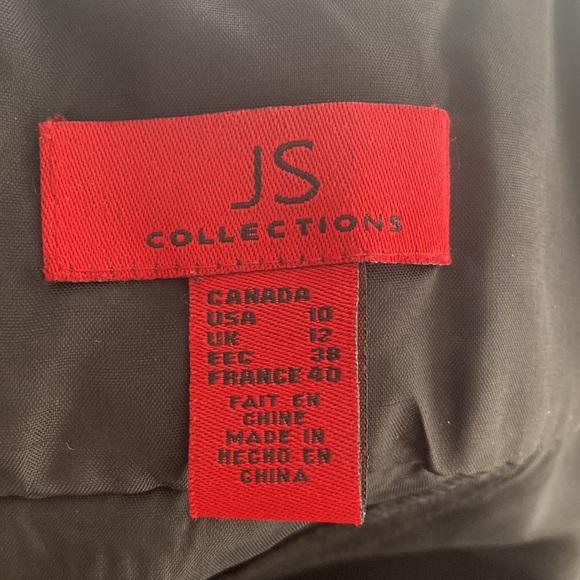 JS
COLLECTIONS
CANADA
USA 10
UK 12
EEC 38
FRANCE 40
FAIT EN
CHINE
MADE IN
HECHO EN
CHINA